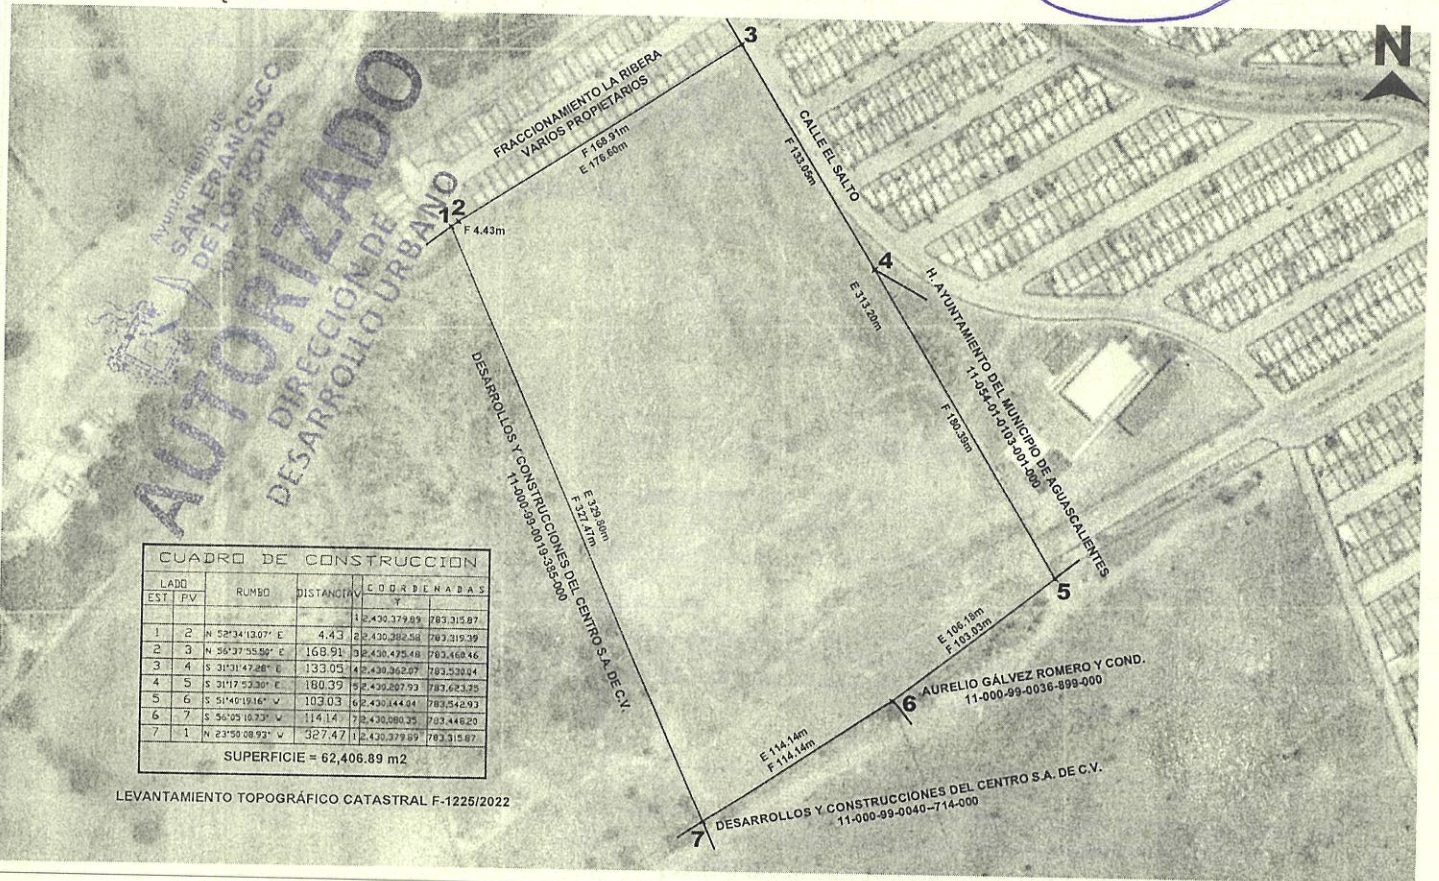 N
3
FRACCIONAMIENTO LA RIBERA
VARIOS PROPIETARIOS
F 168.91m
E 176.60m
CALLE EL SALTO
F 133.05m
Ayuntamiento de
SAN FRANCISCO
DE LOS ROMO
AUTORIZADO
DIRECCIÓN DE
DESARROLLO URBANO
1 2
F 4.43m
4
E 313.20m
H. AYUNTAMIENTO DEL MUNICIPIO DE AGUASCALIENTES
11-054-01-0103-001-000
F 180.39m
DESARROLLOS Y CONSTRUCCIONES DEL CENTRO S.A. DE C.V.
11-000-99-0019-385-000
E 329.80m
F 327.47m
5
E 106.18m
F 103.03m
AURELIO GÁLVEZ ROMERO Y COND.
11-000-99-0036-899-000
6
E 114.14m
F 114.14m
DESARROLLOS Y CONSTRUCCIONES DEL CENTRO S.A. DE C.V.
11-000-99-0040--714-000
7
CUADRO DE CONSTRUCCION
LADO RUMBO DISTANCIA V COORDENADAS
EST PV Y
1 2,430,379.89 783,315.87
1 2 N 52°34'13.07" E 4.43 2 2,430,382.58 783,319.39
2 3 N 56°37'55.50" E 168.91 3 2,430,475.48 783,460.46
3 4 S 31°31'47.28" E 133.05 4 2,430,362.07 783,530.04
4 5 S 31°17'53.30" E 180.39 5 2,430,207.93 783,623.75
5 6 S 51°40'19.16" W 103.03 6 2,430,144.04 783,542.93
6 7 S 56°05'10.73" W 114.14 7 2,430,080.35 783,448.20
7 1 N 23°50'08.93" W 327.47 1 2,430,379.89 783,315.87
SUPERFICIE = 62,406.89 m2
LEVANTAMIENTO TOPOGRÁFICO CATASTRAL F-1225/2022